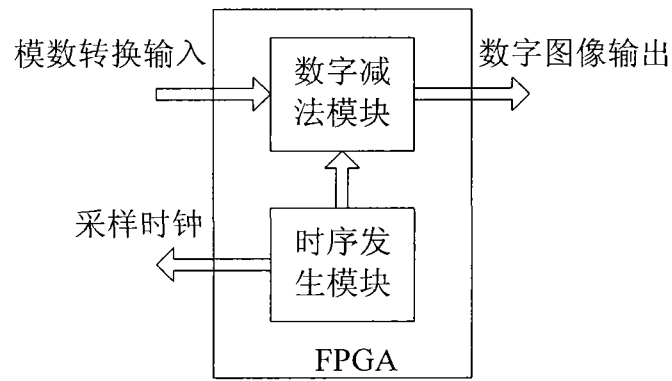 模数转换输入
数字减
法模块
数字图像输出
采样时钟
时序发
生模块
FPGA